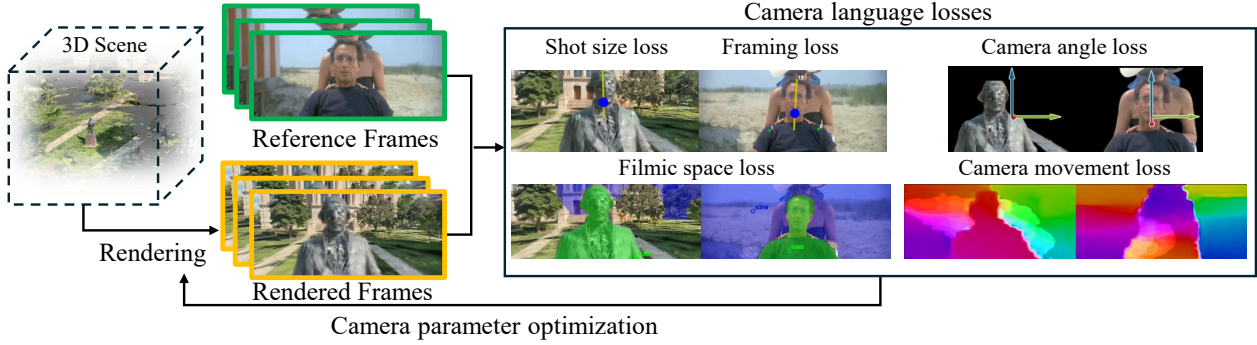 Camera language losses
3D Scene
Shot size loss
Framing loss
Camera angle loss
Reference Frames
Filmic space loss
Camera movement loss
Rendering
Rendered Frames
Camera parameter optimization